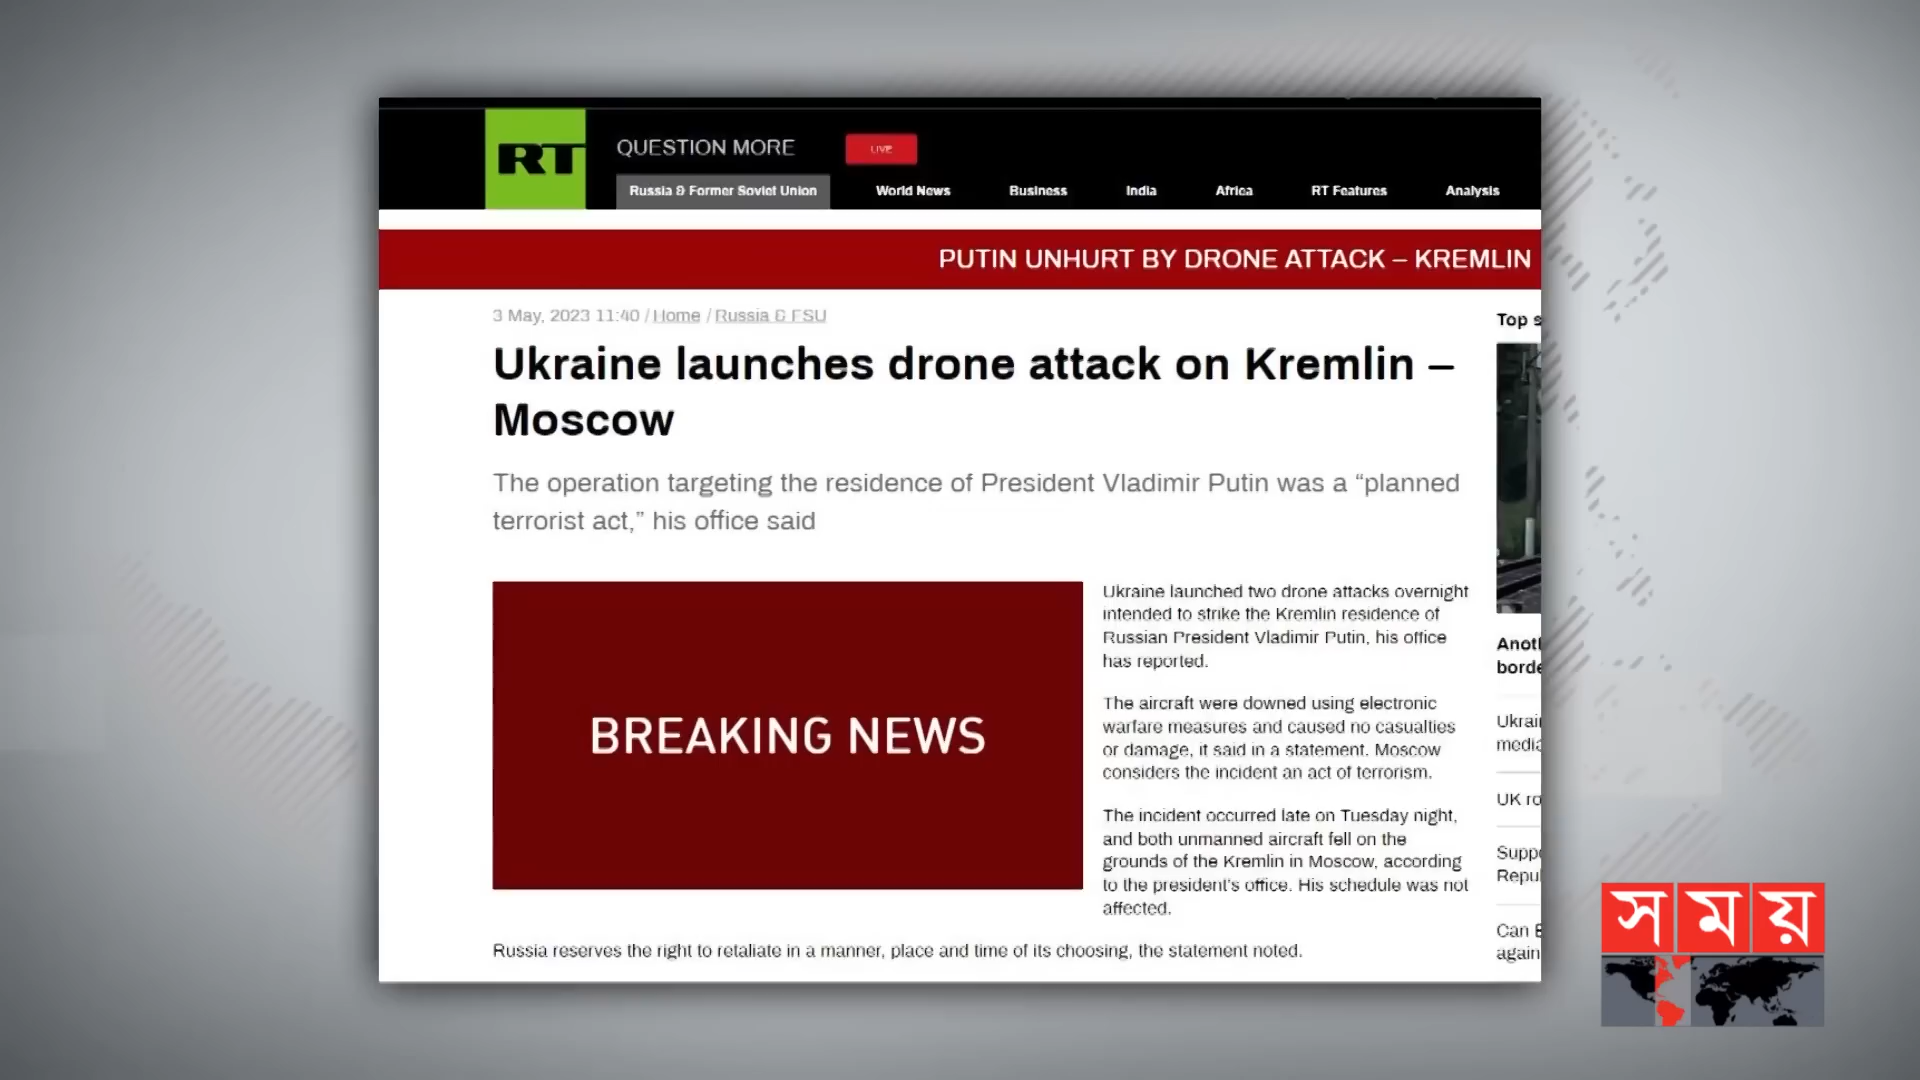 RT
QUESTION MORE
LIVE
Russia & Former Soviet Union
World News
Business
India
Africa
RT Features
Analysis
PUTIN UNHURT BY DRONE ATTACK – KREMLIN
3 May, 2023 11:40 / Home / Russia & FSU
Ukraine launches drone attack on Kremlin –
Moscow
The operation targeting the residence of President Vladimir Putin was a “planned
terrorist act,” his office said
BREAKING NEWS
Ukraine launched two drone attacks overnight
intended to strike the Kremlin residence of
Russian President Vladimir Putin, his office
has reported.
The aircraft were downed using electronic
warfare measures and caused no casualties
or damage, it said in a statement. Moscow
considers the incident an act of terrorism.
The incident occurred late on Tuesday night,
and both unmanned aircraft fell on the
grounds of the Kremlin in Moscow, according
to the president's office. His schedule was not
affected.
Russia reserves the right to retaliate in a manner, place and time of its choosing, the statement noted.
Top
UK
Can
again
সময়